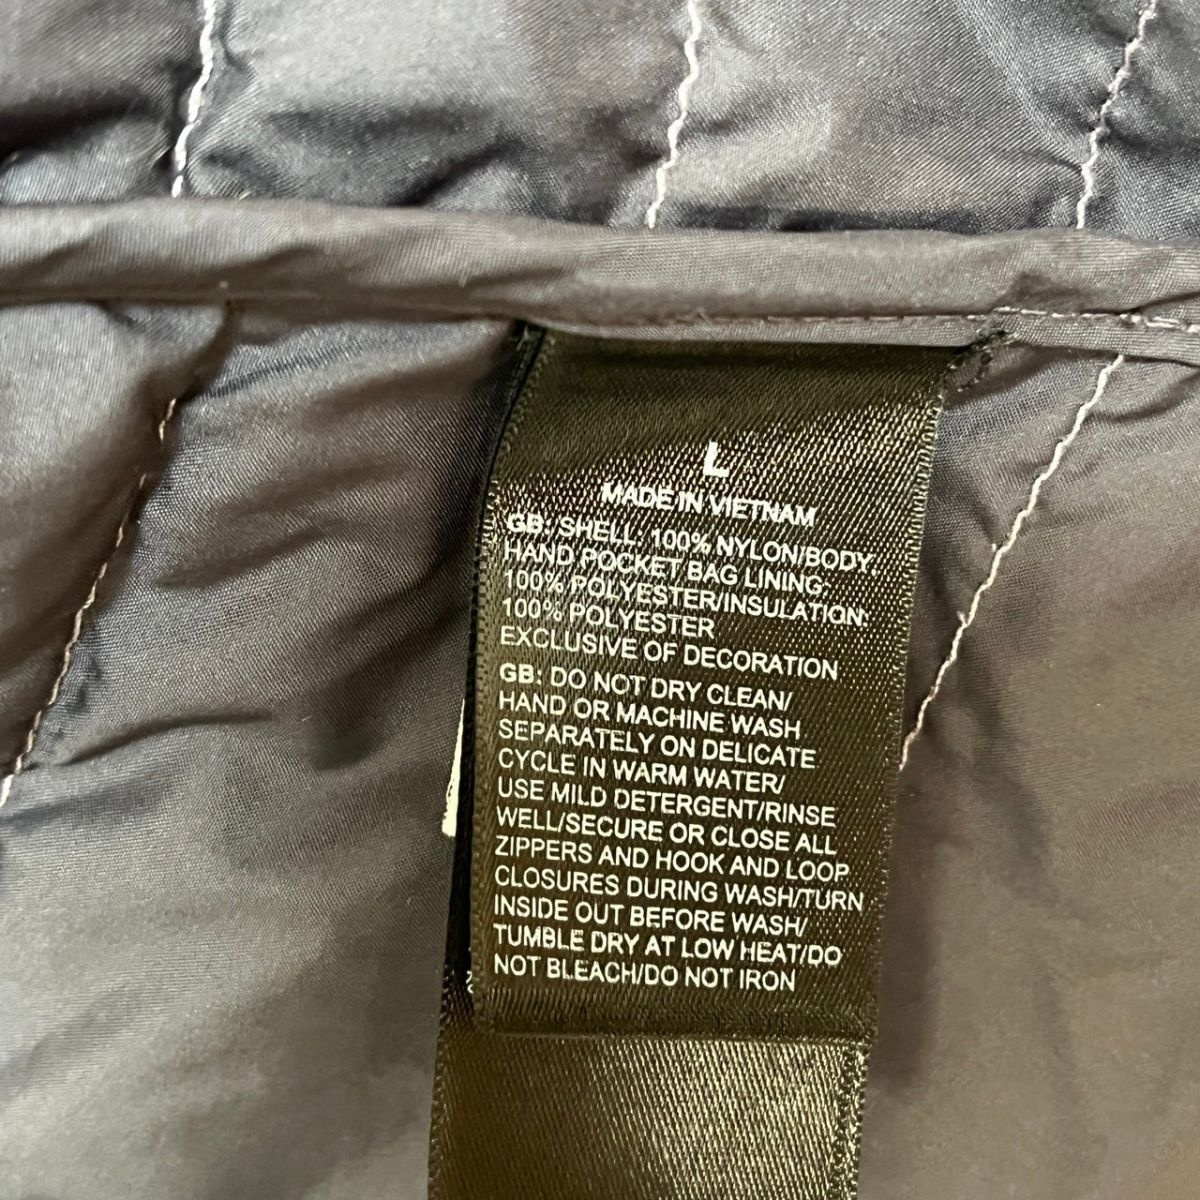 L
MADE IN VIETNAM
GB: SHELL: 100% NYLON/BODY,
HAND POCKET BAG LINING:
100% POLYESTER/INSULATION:
100% POLYESTER
EXCLUSIVE OF DECORATION
GB: DO NOT DRY CLEAN/
HAND OR MACHINE WASH
SEPARATELY ON DELICATE
CYCLE IN WARM WATER/
USE MILD DETERGENT/RINSE
WELL/SECURE OR CLOSE ALL
ZIPPERS AND HOOK AND LOOP
CLOSURES DURING WASH/TURN
INSIDE OUT BEFORE WASH/
TUMBLE DRY AT LOW HEAT/DO
NOT BLEACH/DO NOT IRON